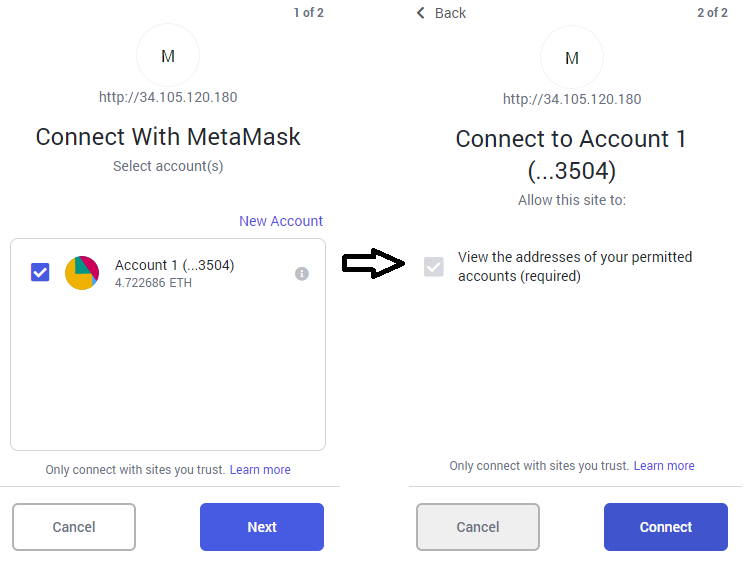 1 of 2
M
http://34.105.120.180
Connect With MetaMask
Select account(s)
New Account
Account 1 (...3504)
4.722686 ETH
Only connect with sites you trust. Learn more
Cancel
Next
Back
2 of 2
M
http://34.105.120.180
Connect to Account 1
(...3504)
Allow this site to:
View the addresses of your permitted
accounts (required)
Only connect with sites you trust. Learn more
Cancel
Connect